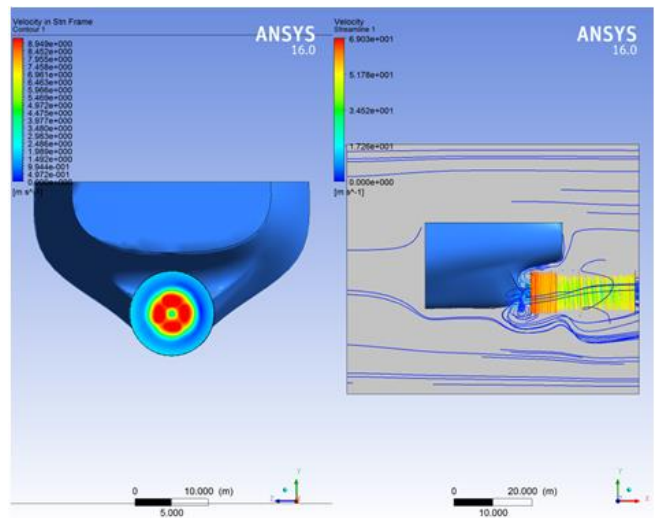 Velocity in Stn Frame
Contour 1
8.949e+000
8.452e+000
7.955e+000
7.458e+000
6.961e+000
6.463e+000
5.966e+000
5.469e+000
4.972e+000
4.475e+000
3.977e+000
3.480e+000
2.983e+000
2.486e+000
1.989e+000
1.492e+000
9.944e-001
4.972e-001
0.000e+000
[m s^-1]
ANSYS
16.0
0 10.000 (m)
5.000
Y
Z
Velocity
Streamline 1
6.903e+001
5.178e+001
3.452e+001
1.726e+001
0.000e+000
[m s^-1]
ANSYS
16.0
0 20.000 (m)
10.000
Y